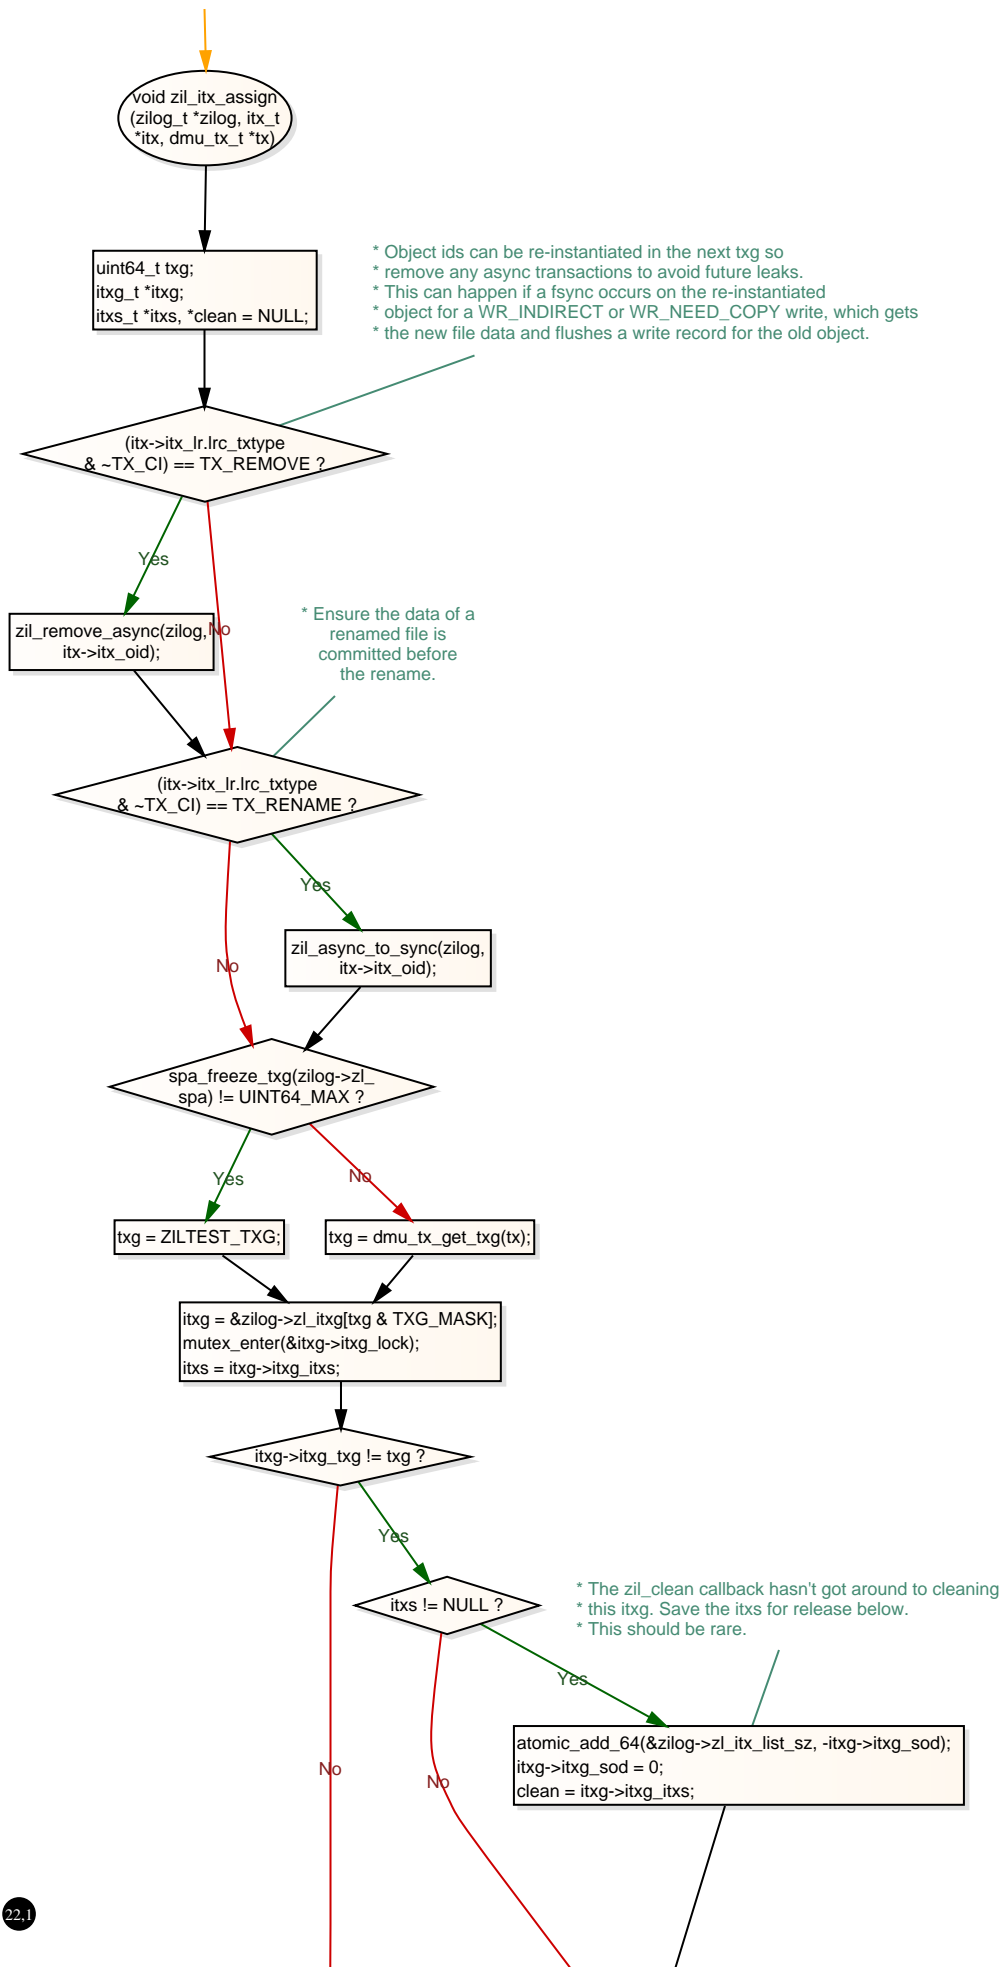 void zil_itx_assign
(zilog_t *zilog, itx_t
*itx, dmu_tx_t *tx)
uint64_t txg;
itxg_t *itxg;
itxs_t *itxs, *clean = NULL;
* Object ids can be re-instantiated in the next txg so
* remove any async transactions to avoid future leaks.
* This can happen if a fsync occurs on the re-instantiated
* object for a WR_INDIRECT or WR_NEED_COPY write, which gets
* the new file data and flushes a write record for the old object.
(itx->itx_lr.lrc_txtype
& ~TX_CI) == TX_REMOVE ?
Yes
No
zil_remove_async(zilog,
itx->itx_oid);
* Ensure the data of a
renamed file is
committed before
the rename.
(itx->itx_lr.lrc_txtype
& ~TX_CI) == TX_RENAME ?
Yes
No
zil_async_to_sync(zilog,
itx->itx_oid);
spa_freeze_txg(zilog->zl_
spa) != UINT64_MAX ?
Yes
No
txg = ZILTEST_TXG;
txg = dmu_tx_get_txg(tx);
itxg = &zilog->zl_itxg[txg & TXG_MASK];
mutex_enter(&itxg->itxg_lock);
itxs = itxg->itxg_itxs;
itxg->itxg_txg != txg ?
Yes
itxs != NULL ?
* The zil_clean callback hasn't got around to cleaning
* this itxg. Save the itxs for release below.
* This should be rare.
Yes
atomic_add_64(&zilog->zl_itx_list_sz, -itxg->itxg_sod);
itxg->itxg_sod = 0;
clean = itxg->itxg_itxs;
No
No
22,1